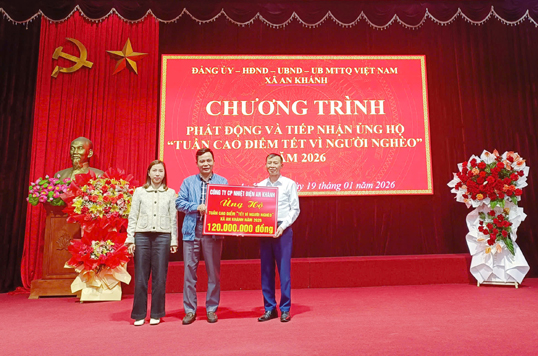 ĐẢNG ỦY – HĐND – UBND – UB MTTQ VIỆT NAM
XÃ AN KHÁNH
CHƯƠNG TRÌNH
PHÁT ĐỘNG VÀ TIẾP NHẬN ỦNG HỘ
“TUẦN CAO ĐIỂM TẾT VÌ NGƯỜI NGHÈO”
NĂM 2026
ày 19 tháng 01 năm 2026
CÔNG TY CP NHIỆT ĐIỆN AN KHÁNH
Ủng Hộ
TUẦN CAO ĐIỂM "TẾT VÌ NGƯỜI NGHÈO"
XÃ AN KHÁNH NĂM 2026
120.000.000 đồng